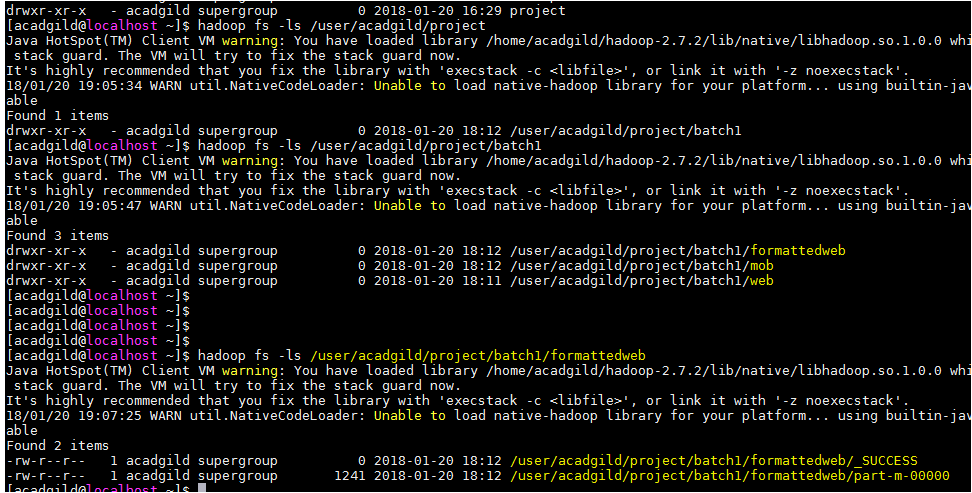 drwxr-xr-x   - acadgild supergroup          0 2018-01-20 16:29 project
[acadgild@localhost ~]$ hadoop fs -ls /user/acadgild/project
Java HotSpot(TM) Client VM warning: You have loaded library /home/acadgild/hadoop-2.7.2/lib/native/libhadoop.so.1.0.0 whi
 stack guard. The VM will try to fix the stack guard now.
It's highly recommended that you fix the library with 'execstack -c <libfile>', or link it with '-z noexecstack'.
18/01/20 19:05:34 WARN util.NativeCodeLoader: Unable to load native-hadoop library for your platform... using builtin-jav
able
Found 1 items
drwxr-xr-x   - acadgild supergroup          0 2018-01-20 18:12 /user/acadgild/project/batch1
[acadgild@localhost ~]$ hadoop fs -ls /user/acadgild/project/batch1
Java HotSpot(TM) Client VM warning: You have loaded library /home/acadgild/hadoop-2.7.2/lib/native/libhadoop.so.1.0.0 whi
 stack guard. The VM will try to fix the stack guard now.
It's highly recommended that you fix the library with 'execstack -c <libfile>', or link it with '-z noexecstack'.
18/01/20 19:05:47 WARN util.NativeCodeLoader: Unable to load native-hadoop library for your platform... using builtin-jav
able
Found 3 items
drwxr-xr-x   - acadgild supergroup          0 2018-01-20 18:12 /user/acadgild/project/batch1/formattedweb
drwxr-xr-x   - acadgild supergroup          0 2018-01-20 18:12 /user/acadgild/project/batch1/mob
drwxr-xr-x   - acadgild supergroup          0 2018-01-20 18:11 /user/acadgild/project/batch1/web
[acadgild@localhost ~]$
[acadgild@localhost ~]$
[acadgild@localhost ~]$
[acadgild@localhost ~]$
[acadgild@localhost ~]$ hadoop fs -ls /user/acadgild/project/batch1/formattedweb
Java HotSpot(TM) Client VM warning: You have loaded library /home/acadgild/hadoop-2.7.2/lib/native/libhadoop.so.1.0.0 whi
 stack guard. The VM will try to fix the stack guard now.
It's highly recommended that you fix the library with 'execstack -c <libfile>', or link it with '-z noexecstack'.
18/01/20 19:07:25 WARN util.NativeCodeLoader: Unable to load native-hadoop library for your platform... using builtin-jav
able
Found 2 items
-rw-r--r--   1 acadgild supergroup          0 2018-01-20 18:12 /user/acadgild/project/batch1/formattedweb/_SUCCESS
-rw-r--r--   1 acadgild supergroup       1241 2018-01-20 18:12 /user/acadgild/project/batch1/formattedweb/part-m-00000
[acadgild@localhost ~]$